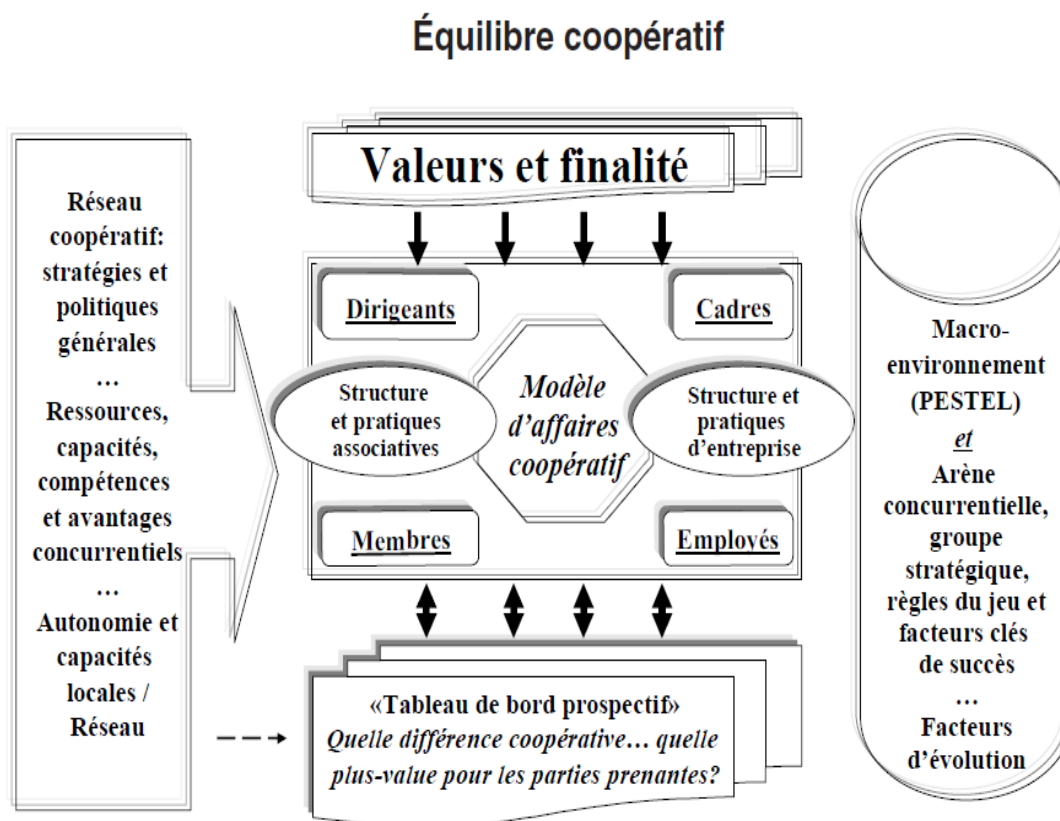 Équilibre coopératif
Valeurs et finalité
Réseau
coopératif:
stratégies et
politiques
générales
…
Ressources,
capacités,
compétences
et avantages
concurrentiels
…
Autonomie et
capacités
locales /
Réseau
Dirigeants
Cadres
Structure
et pratiques
associatives
Modèle
d’affaires
coopératif
Structure et
pratiques
d’entreprise
Membres
Employés
«Tableau de bord prospectif»
Quelle différence coopérative… quelle
plus-value pour les parties prenantes?
Macro-
environnement
(PESTEL)
et
Arène
concurrentielle,
groupe
stratégique,
règles du jeu et
facteurs clés
de succès
…
Facteurs
d’évolution